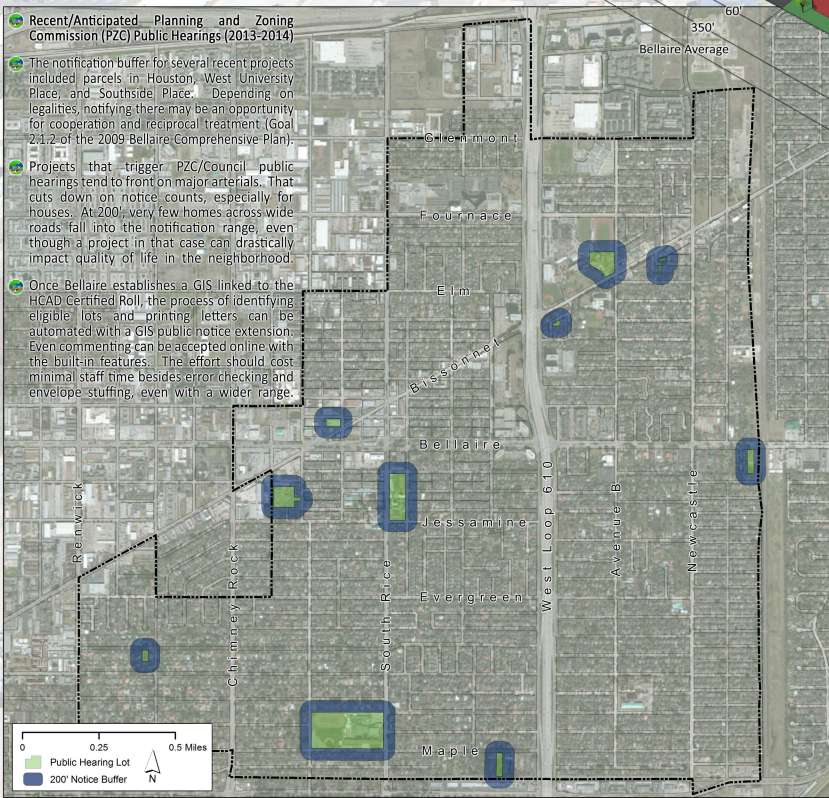 60'
350'
Bellaire Average
Recent/Anticipated Planning and Zoning
Commission (PZC) Public Hearings (2013-2014)
The notification buffer for several recent projects
included parcels in Houston, West University
Place, and Southside Place. Depending on
legalities, notifying there may be an opportunity
for cooperation and reciprocal treatment (Goal
2.1.2 of the 2009 Bellaire Comprehensive Plan).
Projects that trigger PZC/Council public
hearings tend to front on major arterials. That
cuts down on notice counts, especially for
houses. At 200', very few homes across wide
roads fall into the notification range, even
though a project in that case can drastically
impact quality of life in the neighborhood.
Once Bellaire establishes a GIS linked to the
HCAD Certified Roll, the process of identifying
eligible lots and printing letters can be
automated with a GIS public notice extension.
Even commenting can be accepted online with
the built-in features. The effort should cost
minimal staff time besides error checking and
envelope stuffing, even with a wider range.
Glenmont
Fournace
Elm
Bissonnet
Bellaire
Jessamine
Evergreen
Maple
Renwick
Chimney Rock
South Rice
West Loop 610
Avenue B
Newcastle
0 0.25 0.5 Miles
Public Hearing Lot
200' Notice Buffer
N